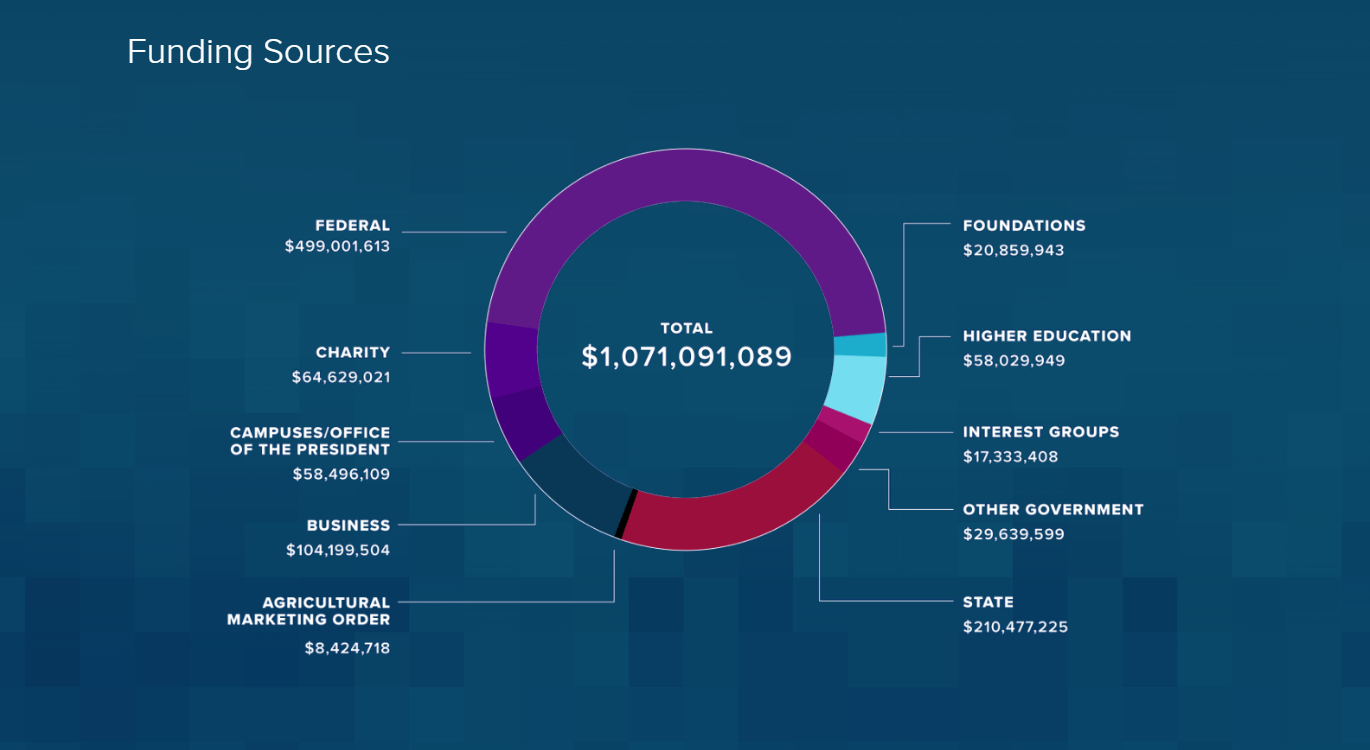 Funding Sources
FEDERAL
$499,001,613
CHARITY
$64,629,021
CAMPUSES/OFFICE
OF THE PRESIDENT
$58,496,109
BUSINESS
$104,199,504
AGRICULTURAL
MARKETING ORDER
$8,424,718
TOTAL
$1,071,091,089
FOUNDATIONS
$20,859,943
HIGHER EDUCATION
$58,029,949
INTEREST GROUPS
$17,333,408
OTHER GOVERNMENT
$29,639,599
STATE
$210,477,225